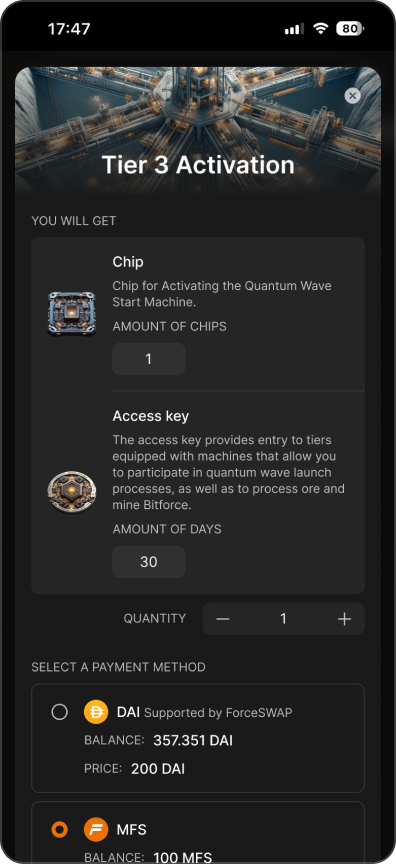 17:47
80
Tier 3 Activation
YOU WILL GET
Chip
Chip for Activating the Quantum Wave
Start Machine.
AMOUNT OF CHIPS
1
Access key
The access key provides entry to tiers
equipped with machines that allow you
to participate in quantum wave launch
processes, as well as to process ore and
mine Bitforce.
AMOUNT OF DAYS
30
QUANTITY
1
SELECT A PAYMENT METHOD
DAI Supported by ForceSWAP
BALANCE: 357.351 DAI
PRICE: 200 DAI
MFS
BALANCE: 100 MFS